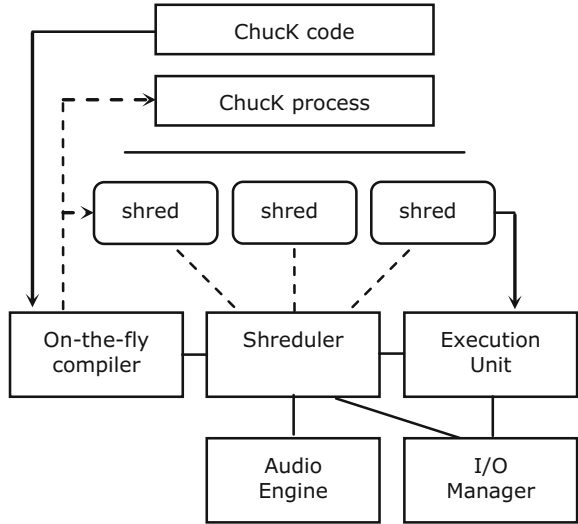 ChucK code
ChucK process
shred
shred
shred
On-the-fly
compiler
Shreduler
Execution
Unit
Audio
Engine
I/O
Manager